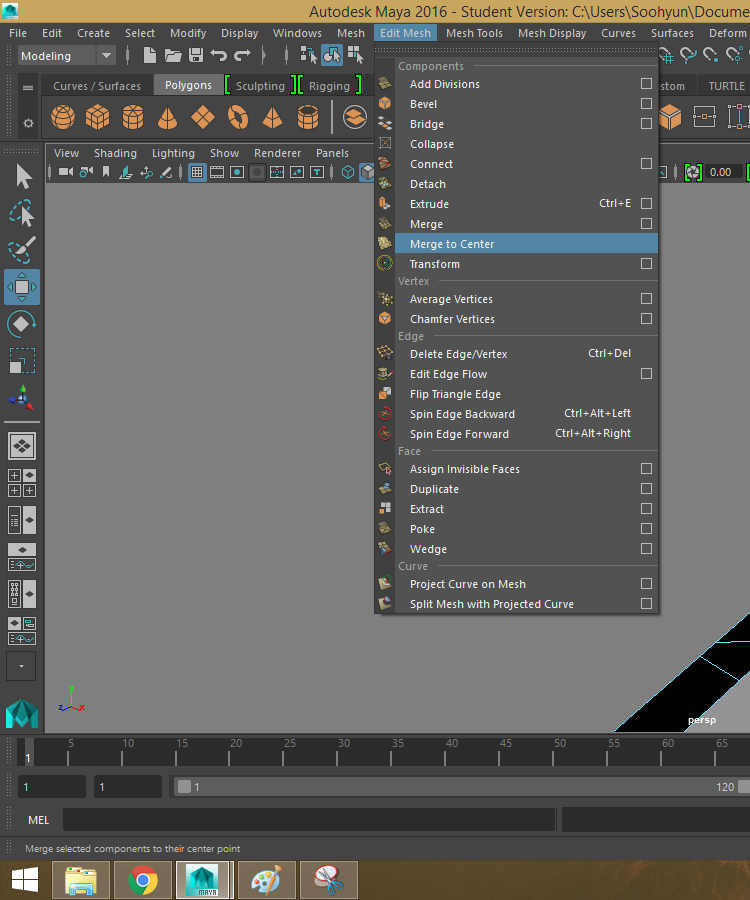 Autodesk Maya 2016 - Student Version: C:\Users\Soohyun\Docume
File Edit Create Select Modify Display Windows Mesh Edit Mesh Mesh Tools Mesh Display Curves Surfaces Deform
Modeling
Curves / Surfaces Polygons Sculpting Rigging stom TURTLE
View Shading Lighting Show Renderer Panels
0.00
Components
Add Divisions
Bevel
Bridge
Collapse
Connect
Detach
Extrude Ctrl+E
Merge
Merge to Center
Transform
Vertex
Average Vertices
Chamfer Vertices
Edge
Delete Edge/Vertex Ctrl+Del
Edit Edge Flow
Flip Triangle Edge
Spin Edge Backward Ctrl+Alt+Left
Spin Edge Forward Ctrl+Alt+Right
Face
Assign Invisible Faces
Duplicate
Extract
Poke
Wedge
Curve
Project Curve on Mesh
Split Mesh with Projected Curve
y
z x
persp
1 5 10 15 20 25 30 35 40 45 50 55 60 65
1 1 1 120
MEL
Merge selected components to their center point
MAYA